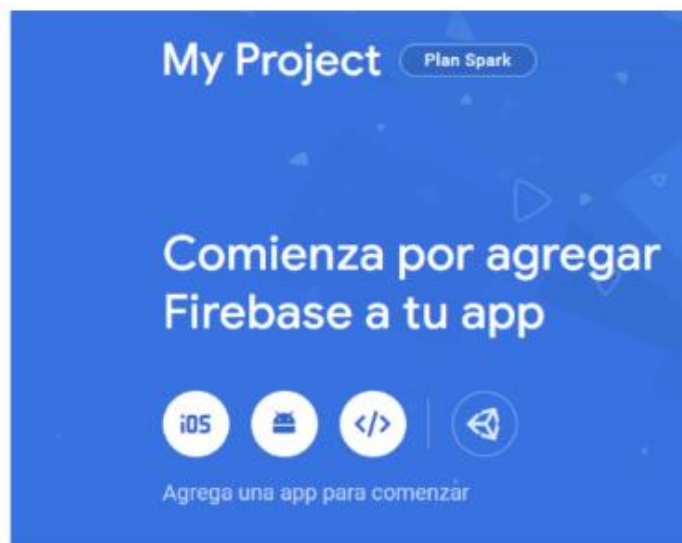 My Project Plan Spark
Comienza por agregar
Firebase a tu app
iOS </>
Agrega una app para comenzar